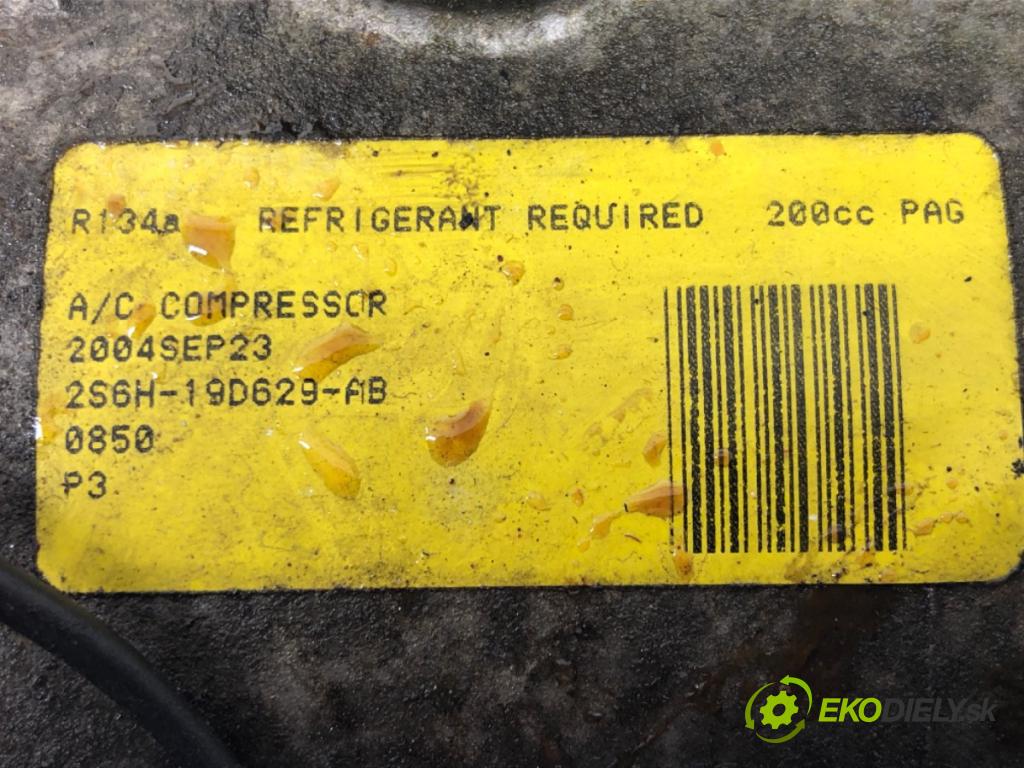 R134a REFRIGERANT REQUIRED 200cc PAG
A/C COMPRESSOR
2004SEP23
2S6H-19D629-AB
0850
P3
EKODIELY.sk